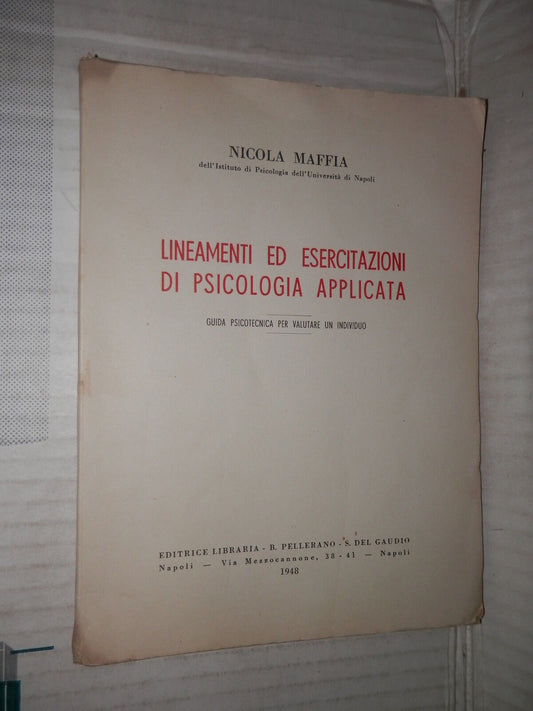 NICOLA MAFFIA
dell'Istituto di Psicologia dell'Università di Napoli
LINEAMENTI ED ESERCITAZIONI
DI PSICOLOGIA APPLICATA
GUIDA PSICOTECNICA PER VALUTARE UN INDIVIDUO
EDITRICE LIBRARIA - R. PELLERANO - S. DEL GAUDIO
Napoli — Via Mezzocannone, 38 - 41 — Napoli
1948